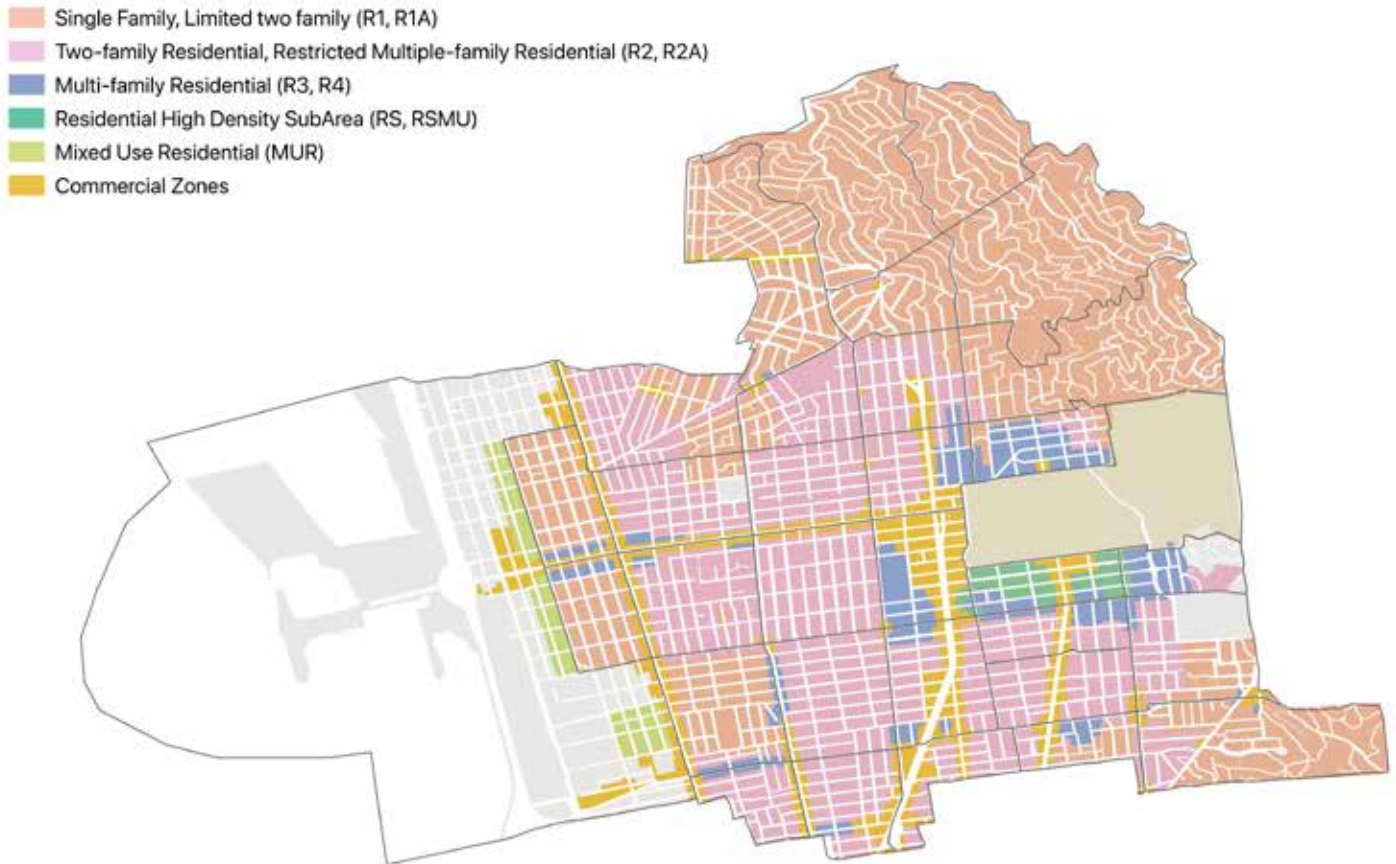 Single Family, Limited two family (R1, R1A)
Two-family Residential, Restricted Multiple-family Residential (R2, R2A)
Multi-family Residential (R3, R4)
Residential High Density SubArea (RS, RSMU)
Mixed Use Residential (MUR)
Commercial Zones